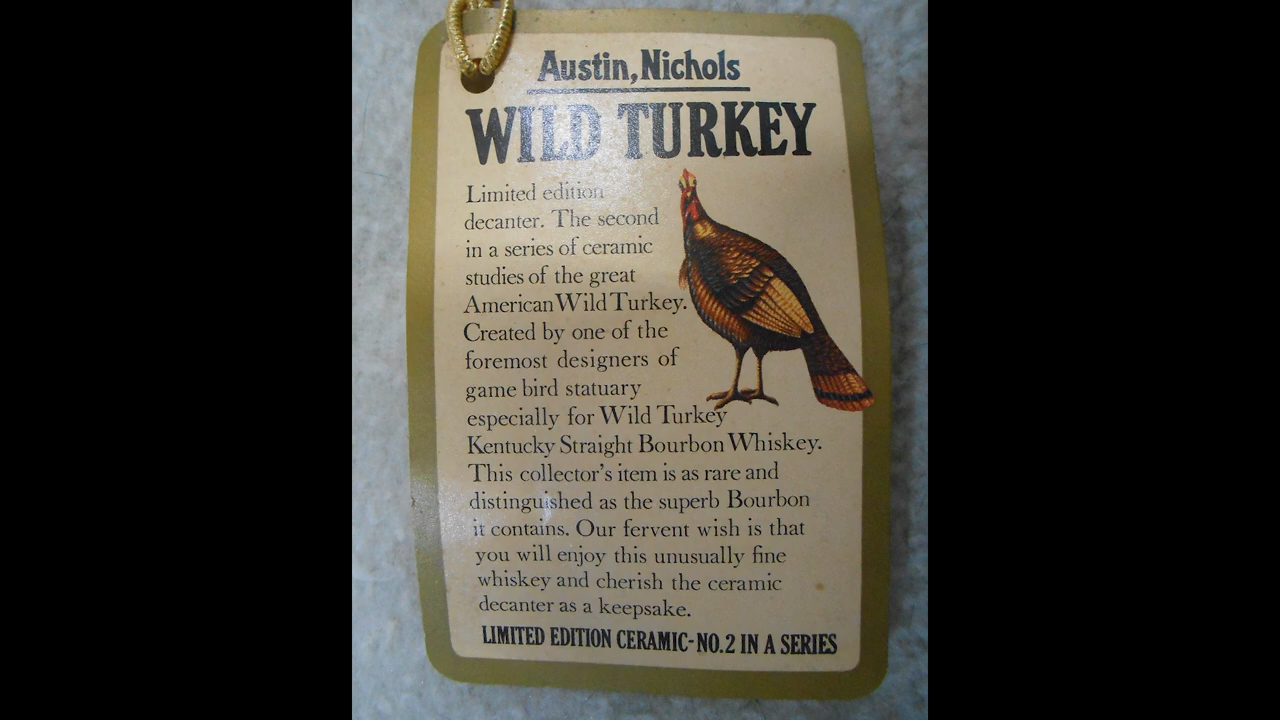 Austin, Nichols
WILD TURKEY
Limited edition
decanter. The second
in a series of ceramic
studies of the great
American Wild Turkey.
Created by one of the
foremost designers of
game bird statuary
especially for Wild Turkey
Kentucky Straight Bourbon Whiskey.
This collector's item is as rare and
distinguished as the superb Bourbon
it contains. Our fervent wish is that
you will enjoy this unusually fine
whiskey and cherish the ceramic
decanter as a keepsake.
LIMITED EDITION CERAMIC-NO.2 IN A SERIES